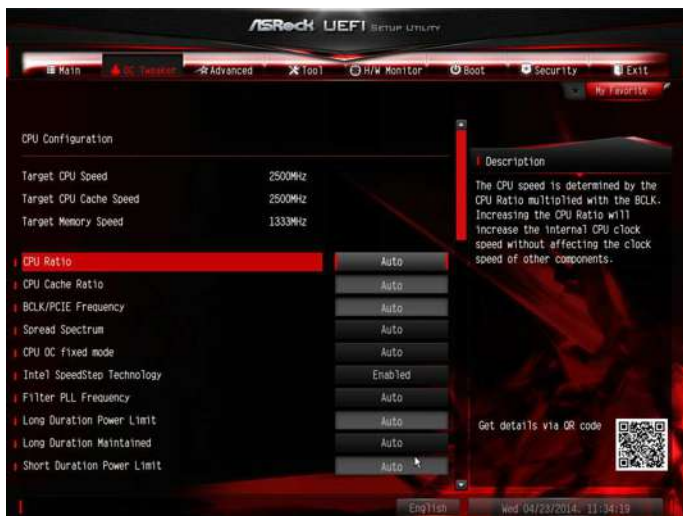 ASRock UEFI SETUP UTILITY
Main OC Tweaker Advanced Tool H/W Monitor Boot Security Exit
My Favorite
CPU Configuration
Target CPU Speed 2500MHz
Target CPU Cache Speed 2500MHz
Target Memory Speed 1333MHz
CPU Ratio Auto
CPU Cache Ratio Auto
BCLK/PCIE Frequency Auto
Spread Spectrum Auto
CPU OC fixed mode Auto
Intel SpeedStep Technology Enabled
Filter PLL Frequency Auto
Long Duration Power Limit Auto
Long Duration Maintained Auto
Short Duration Power Limit Auto
Description
The CPU speed is determined by the
CPU Ratio multiplied with the BCLK.
Increasing the CPU Ratio will
increase the internal CPU clock
speed without affecting the clock
speed of other components.
Get details via QR code
English Wed 04/23/2014. 11:34:19